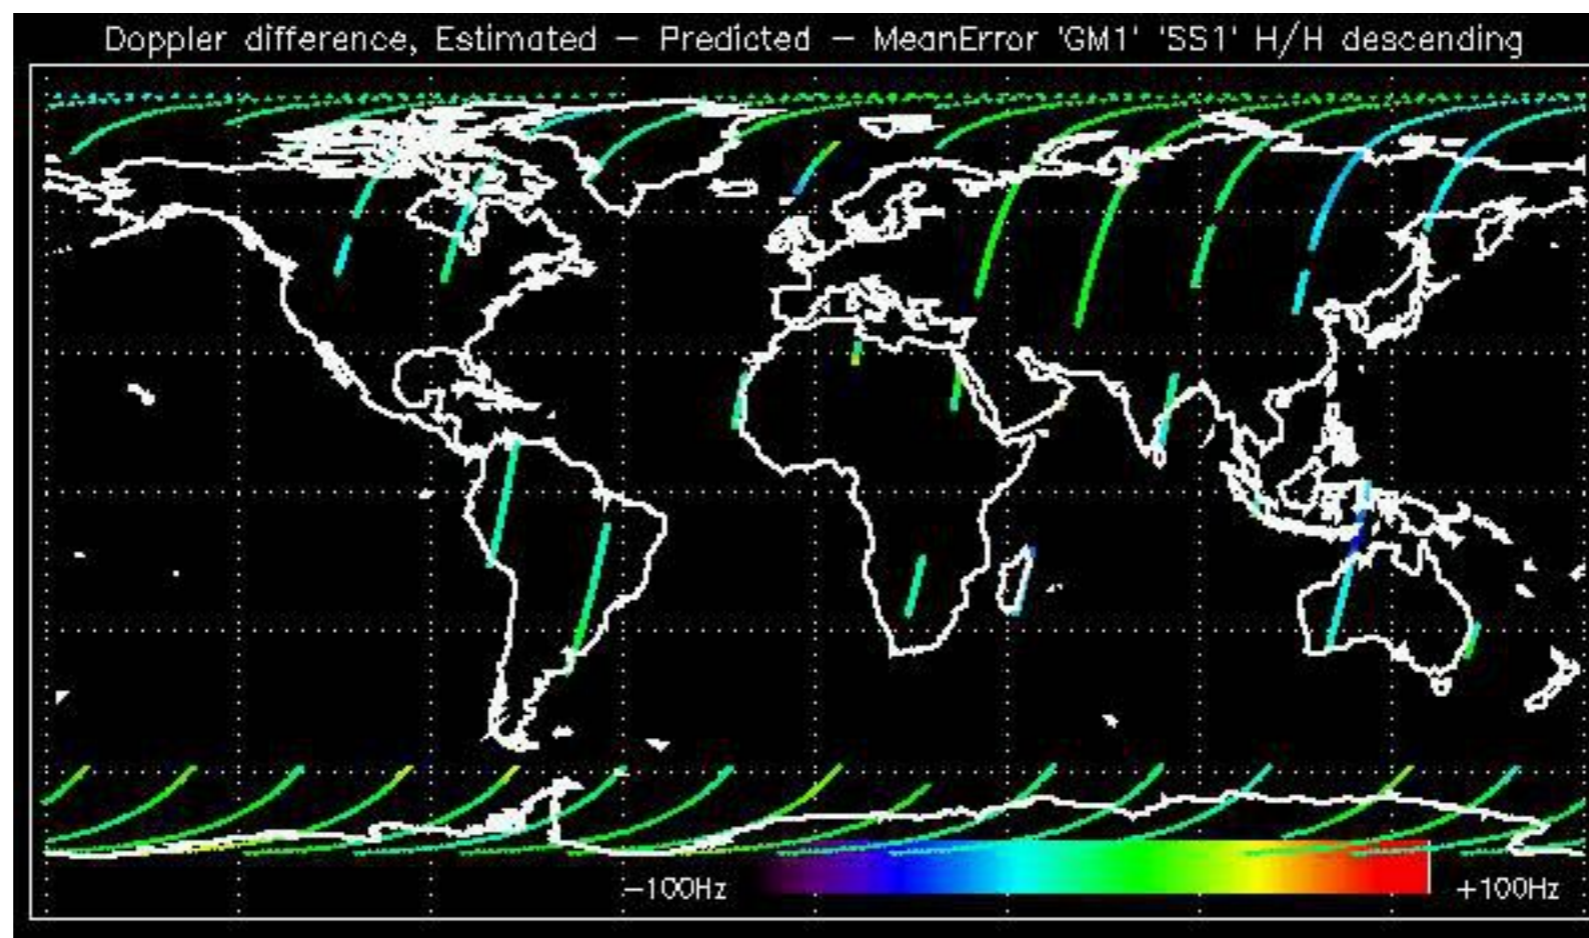 Doppler difference, Estimated – Predicted – MeanError 'GM1' 'SS1' H/H descending
–100Hz +100Hz